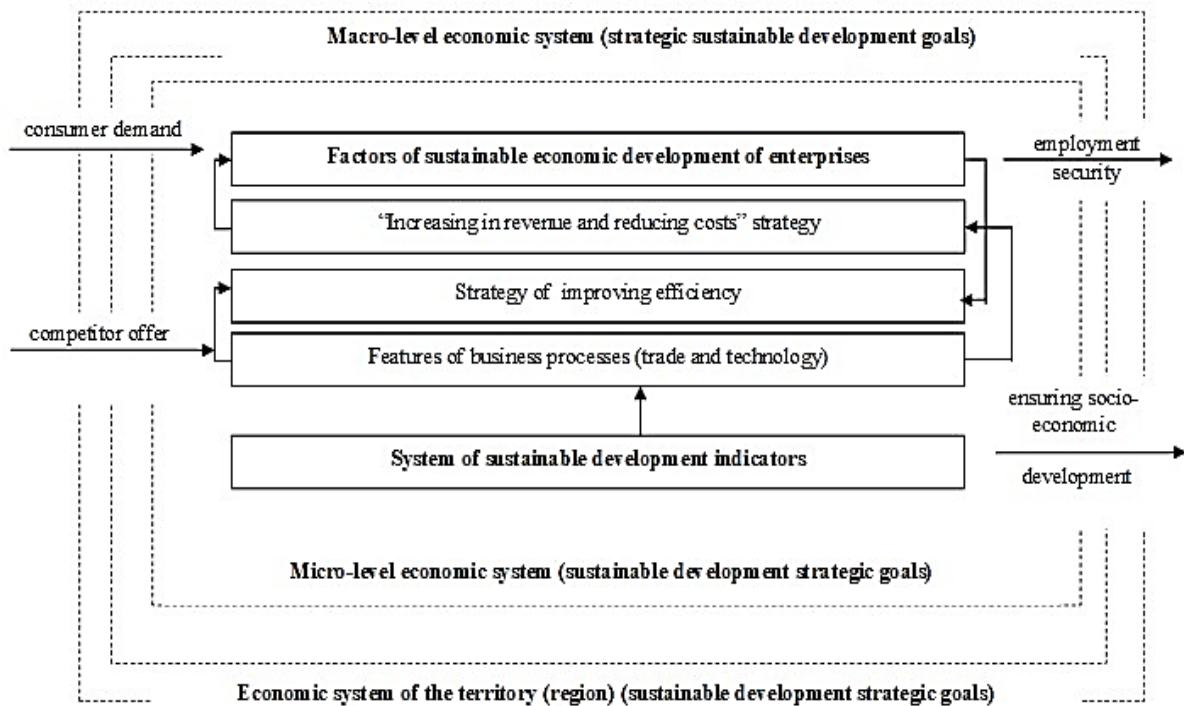 Macro-level economic system (strategic sustainable development goals)
consumer demand
Factors of sustainable economic development of enterprises
employment
security
“Increasing in revenue and reducing costs” strategy
Strategy of improving efficiency
competitor offer
Features of business processes (trade and technology)
ensuring socio-
economic
development
System of sustainable development indicators
Micro-level economic system (sustainable development strategic goals)
Economic system of the territory (region) (sustainable development strategic goals)